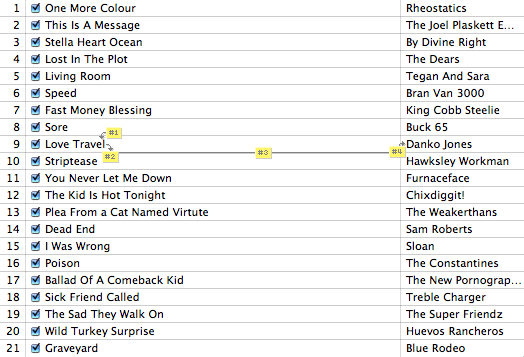 1 One More Colour Rheostatics
2 This Is A Message The Joel Plaskett E...
3 Stella Heart Ocean By Divine Right
4 Lost In The Plot The Dears
5 Living Room Tegan And Sara
6 Speed Bran Van 3000
7 Fast Money Blessing King Cobb Steelie
8 Sore Buck 65
#1
9 Love Travel Danko Jones
#2 #3 #4
10 Striptease Hawksley Workman
11 You Never Let Me Down Furnaceface
12 The Kid Is Hot Tonight Chixdiggit!
13 Plea From a Cat Named Virtute The Weakerthans
14 Dead End Sam Roberts
15 I Was Wrong Sloan
16 Poison The Constantines
17 Ballad Of A Comeback Kid The New Pornograp...
18 Sick Friend Called Treble Charger
19 The Sad They Walk On The Super Friendz
20 Wild Turkey Surprise Huevos Rancheros
21 Graveyard Blue Rodeo